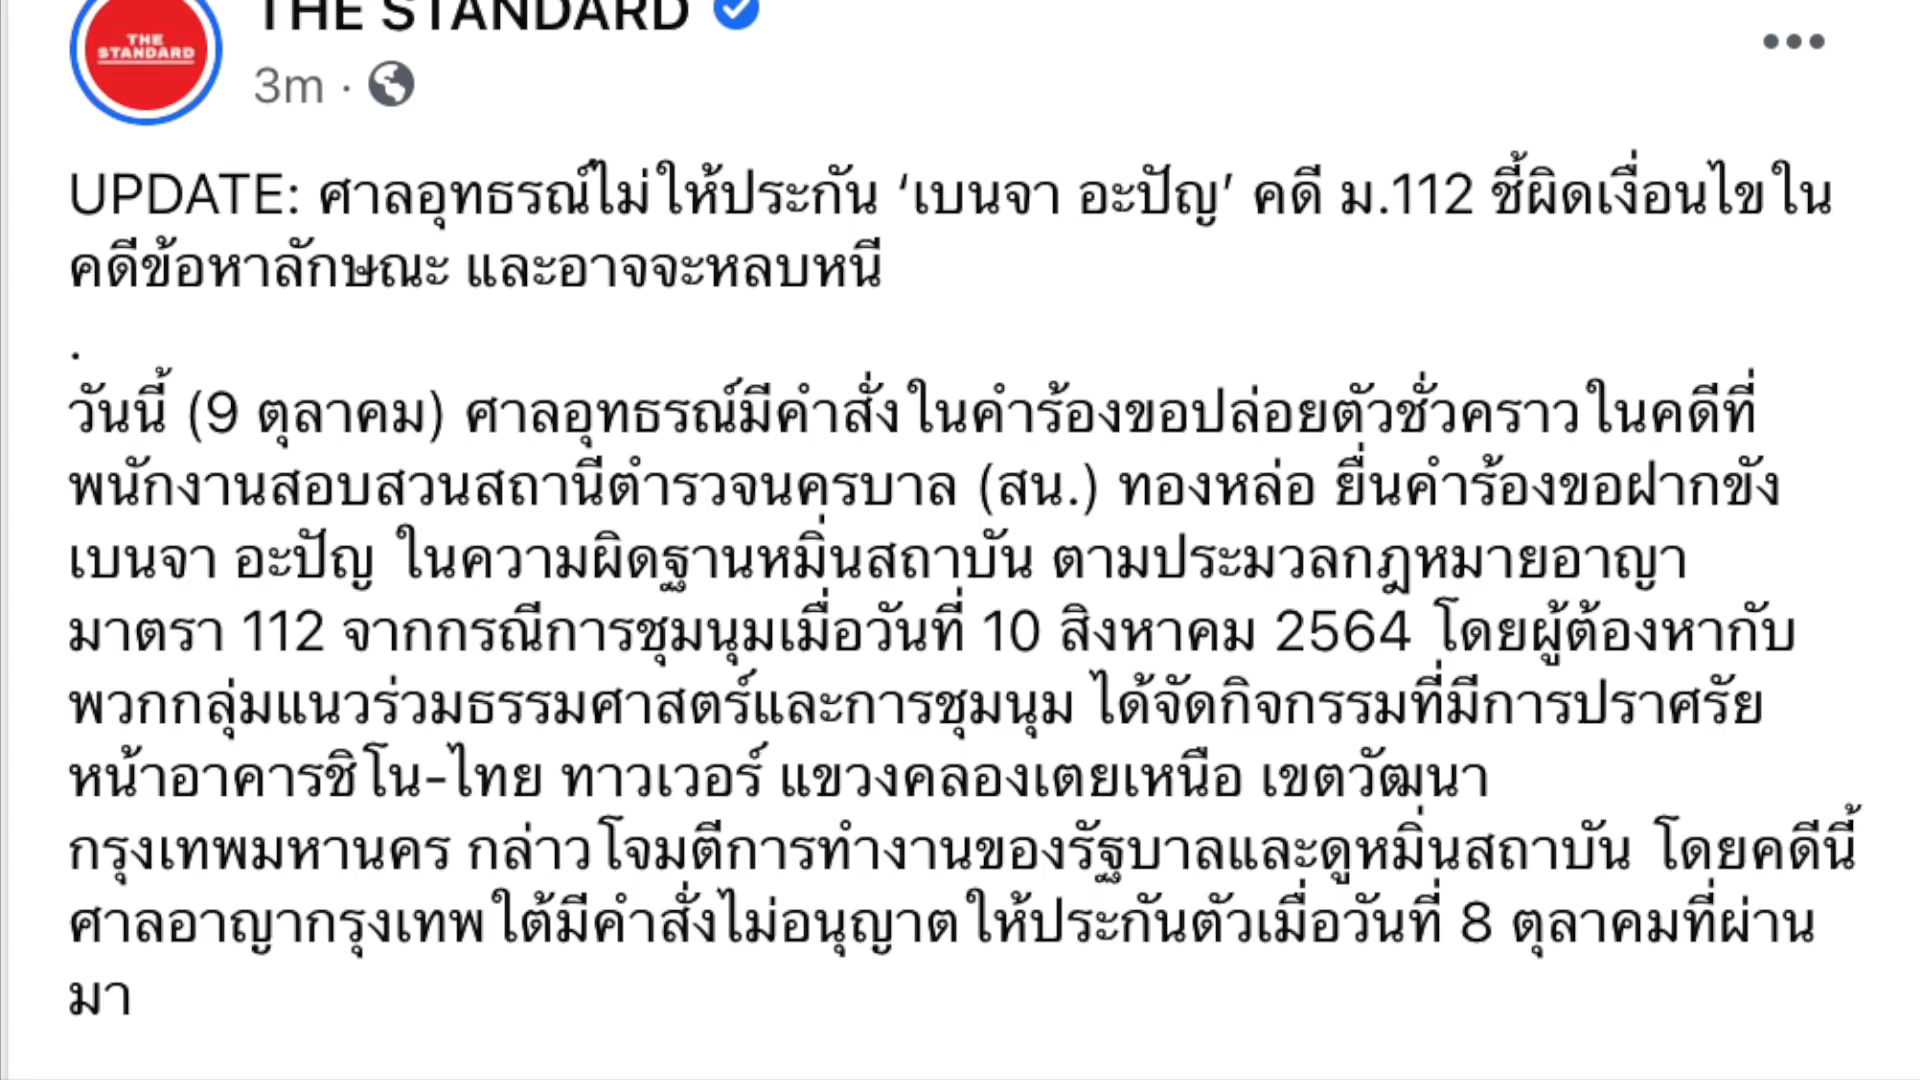 THE STANDARD
THE
STANDARD
3m ·
UPDATE: ศาลอุทธรณ์ไม่ให้ประกัน ‘เบนจา อะปัญ’ คดี ม.112 ชี้ผิดเงื่อนไขใน
คดีข้อหาลักษณะ และอาจจะหลบหนี
.
วันนี้ (9 ตุลาคม) ศาลอุทธรณ์มีคำสั่งในคำร้องขอปล่อยตัวชั่วคราวในคดีที่
พนักงานสอบสวนสถานีตำรวจนครบาล (สน.) ทองหล่อ ยื่นคำร้องขอฝากขัง
เบนจา อะปัญ ในความผิดฐานหมิ่นสถาบัน ตามประมวลกฎหมายอาญา
มาตรา 112 จากกรณีการชุมนุมเมื่อวันที่ 10 สิงหาคม 2564 โดยผู้ต้องหากับ
พวกกลุ่มแนวร่วมธรรมศาสตร์และการชุมนุม ได้จัดกิจกรรมที่มีการปราศรัย
หน้าอาคารซิโน-ไทย ทาวเวอร์ แขวงคลองเตยเหนือ เขตวัฒนา
กรุงเทพมหานคร กล่าวโจมตีการทำงานของรัฐบาลและดูหมิ่นสถาบัน โดยคดีนี้
ศาลอาญากรุงเทพใต้มีคำสั่งไม่อนุญาตให้ประกันตัวเมื่อวันที่ 8 ตุลาคมที่ผ่าน
มา